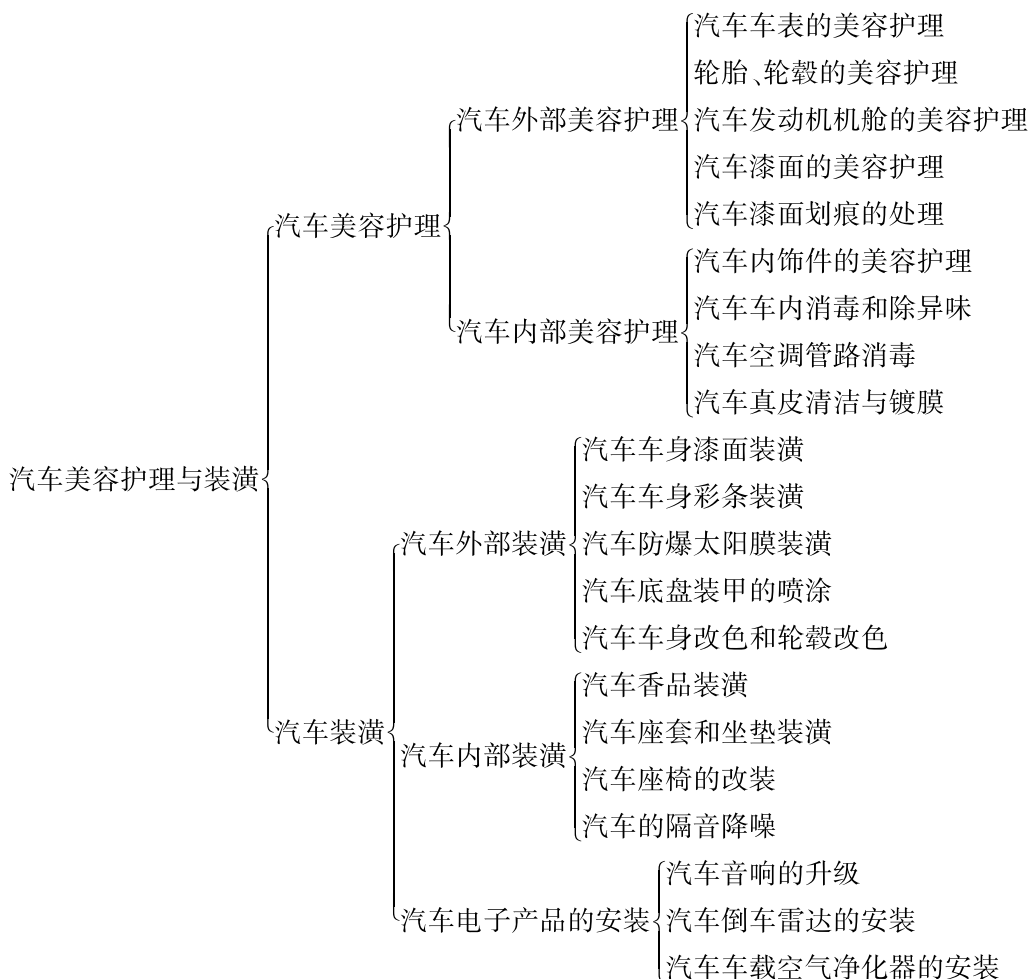 汽车美容护理与装潢
汽车美容护理
汽车外部美容护理
汽车车表的美容护理
轮胎、轮毂的美容护理
汽车发动机机舱的美容护理
汽车漆面的美容护理
汽车漆面划痕的处理
汽车内部美容护理
汽车内饰件的美容护理
汽车车内消毒和除异味
汽车空调管路消毒
汽车真皮清洁与镀膜
汽车装潢
汽车外部装潢
汽车车身漆面装潢
汽车车身彩条装潢
汽车防爆太阳膜装潢
汽车底盘装甲的喷涂
汽车车身改色和轮毂改色
汽车内部装潢
汽车香品装潢
汽车座套和坐垫装潢
汽车座椅的改装
汽车的隔音降噪
汽车电子产品的安装
汽车音响的升级
汽车倒车雷达的安装
汽车车载空气净化器的安装